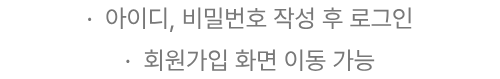 · 아이디, 비밀번호 작성 후 로그인
· 회원가입 화면 이동 가능